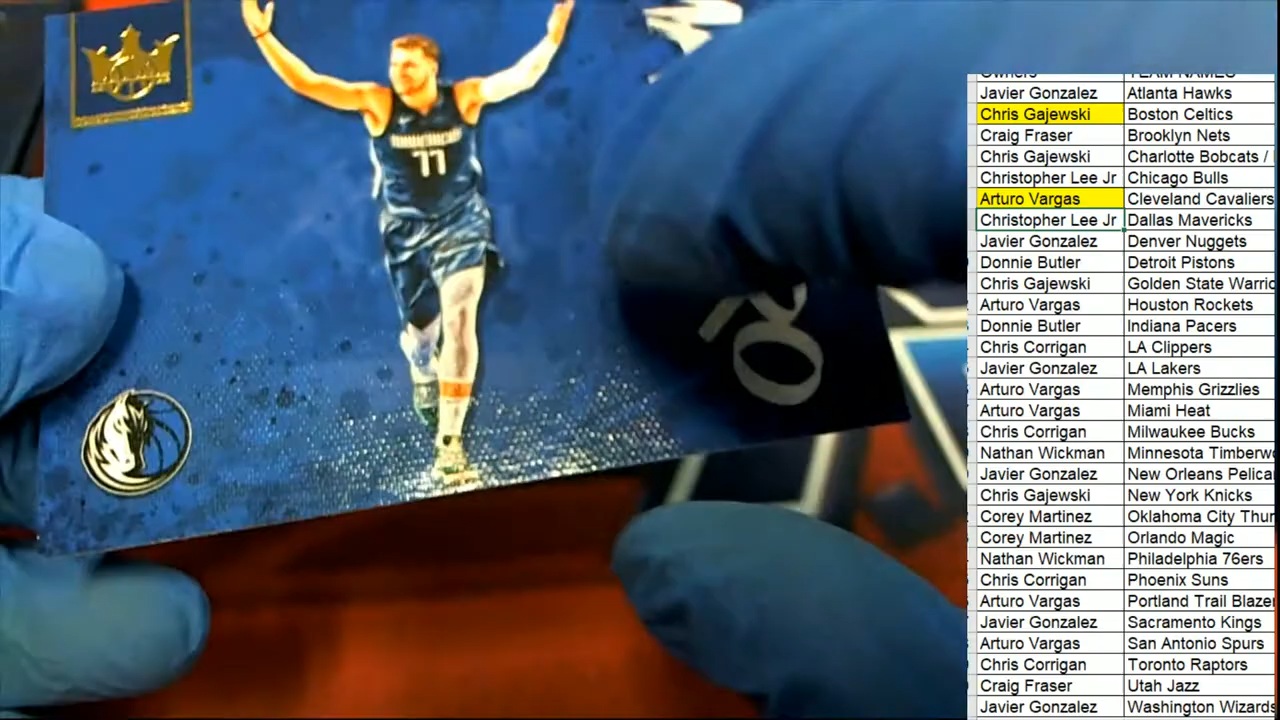 MAVERICKS
77
Owners TEAM NAMES
Javier Gonzalez Atlanta Hawks
Chris Gajewski Boston Celtics
Craig Fraser Brooklyn Nets
Chris Gajewski Charlotte Bobcats /
Christopher Lee Jr Chicago Bulls
Arturo Vargas Cleveland Cavaliers
Christopher Lee Jr Dallas Mavericks
Javier Gonzalez Denver Nuggets
Donnie Butler Detroit Pistons
Chris Gajewski Golden State Warric
Arturo Vargas Houston Rockets
Donnie Butler Indiana Pacers
Chris Corrigan LA Clippers
Javier Gonzalez LA Lakers
Arturo Vargas Memphis Grizzlies
Arturo Vargas Miami Heat
Chris Corrigan Milwaukee Bucks
Nathan Wickman Minnesota Timberw
Javier Gonzalez New Orleans Pelica
Chris Gajewski New York Knicks
Corey Martinez Oklahoma City Thun
Corey Martinez Orlando Magic
Nathan Wickman Philadelphia 76ers
Chris Corrigan Phoenix Suns
Arturo Vargas Portland Trail Blazer
Javier Gonzalez Sacramento Kings
Arturo Vargas San Antonio Spurs
Chris Corrigan Toronto Raptors
Craig Fraser Utah Jazz
Javier Gonzalez Washington Wizards